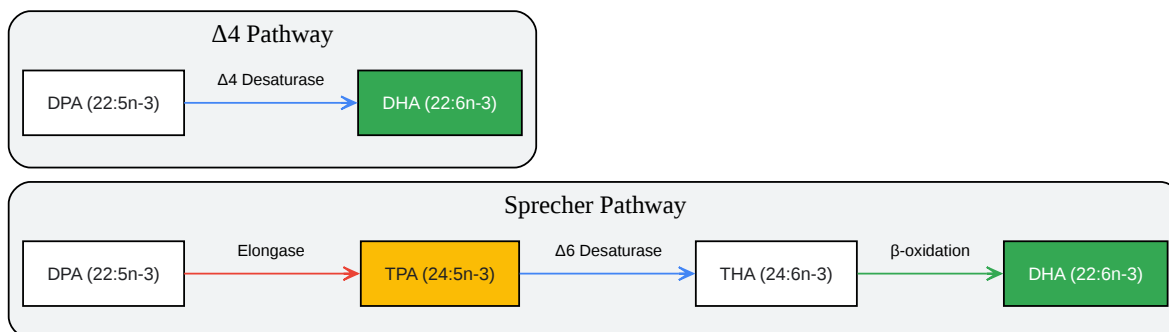 Δ4 Pathway
Δ4 Desaturase
DPA (22:5n-3)
DHA (22:6n-3)
Sprecher Pathway
Elongase
Δ6 Desaturase
β-oxidation
DPA (22:5n-3)
TPA (24:5n-3)
THA (24:6n-3)
DHA (22:6n-3)